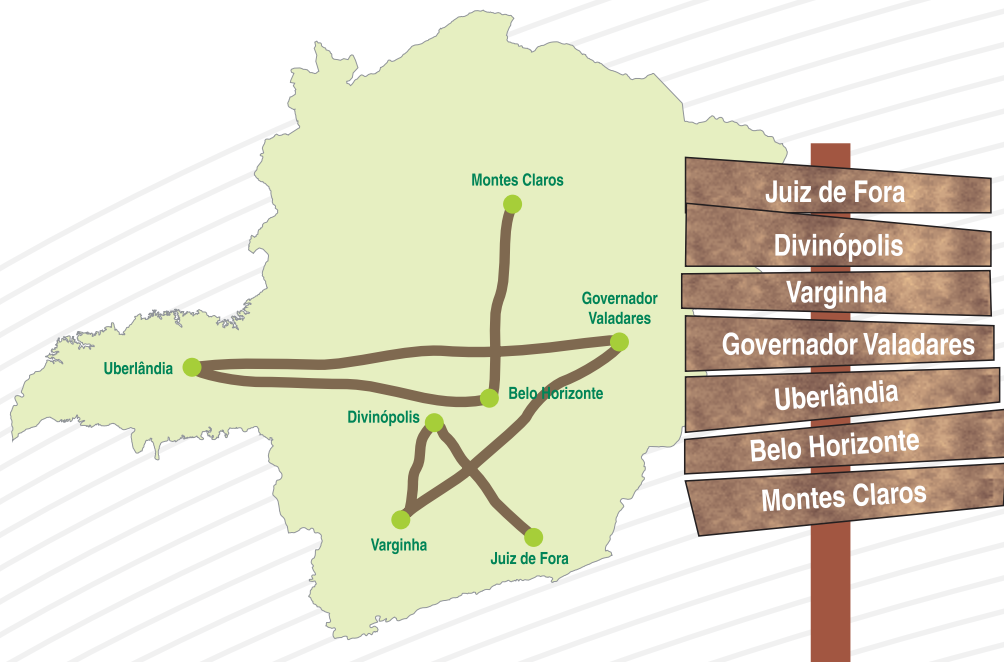 Montes Claros
Governador
Valadares
Uberlândia
Belo Horizonte
Divinópolis
Varginha
Juiz de Fora
Juiz de Fora
Divinópolis
Varginha
Governador Valadares
Uberlândia
Belo Horizonte
Montes Claros